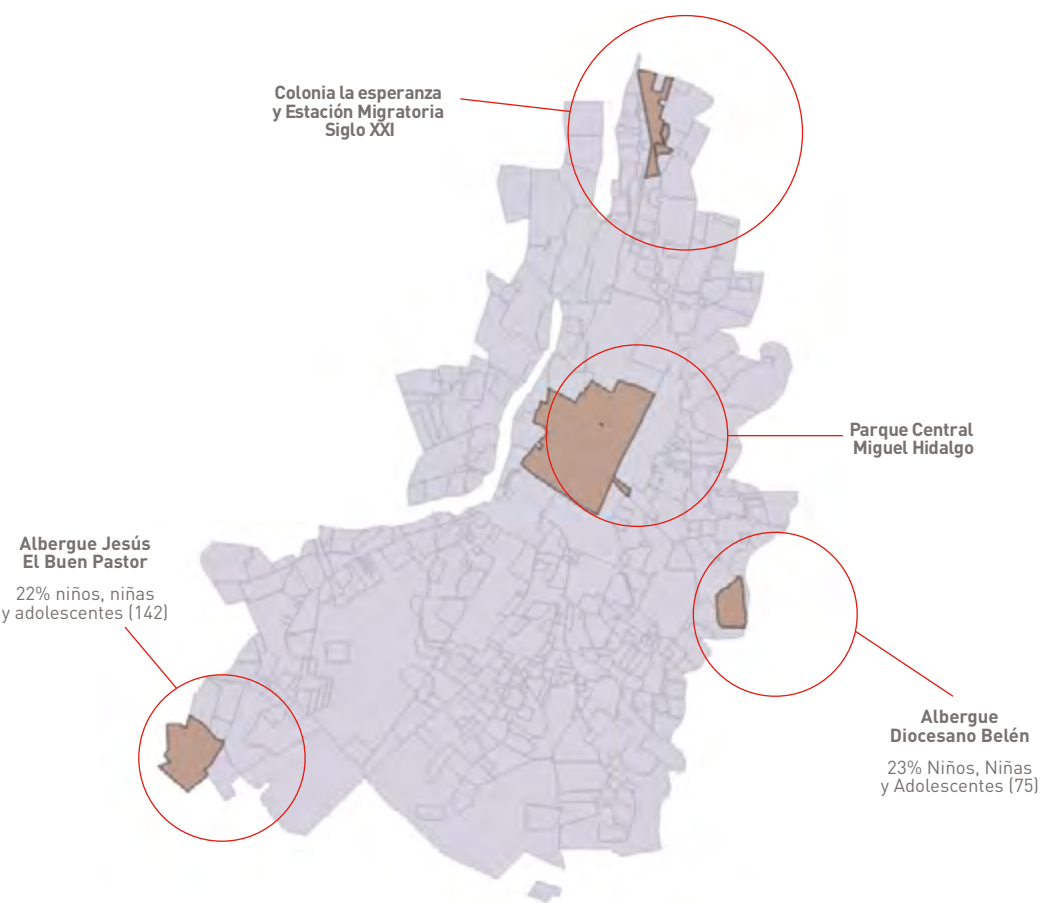 Colonia la esperanza
y Estación Migratoria
Siglo XXI
Parque Central
Miguel Hidalgo
Albergue Jesús
El Buen Pastor
22% niños, niñas
y adolescentes (142)
Albergue
Diocesano Belén
23% Niños, Niñas
y Adolescentes (75)